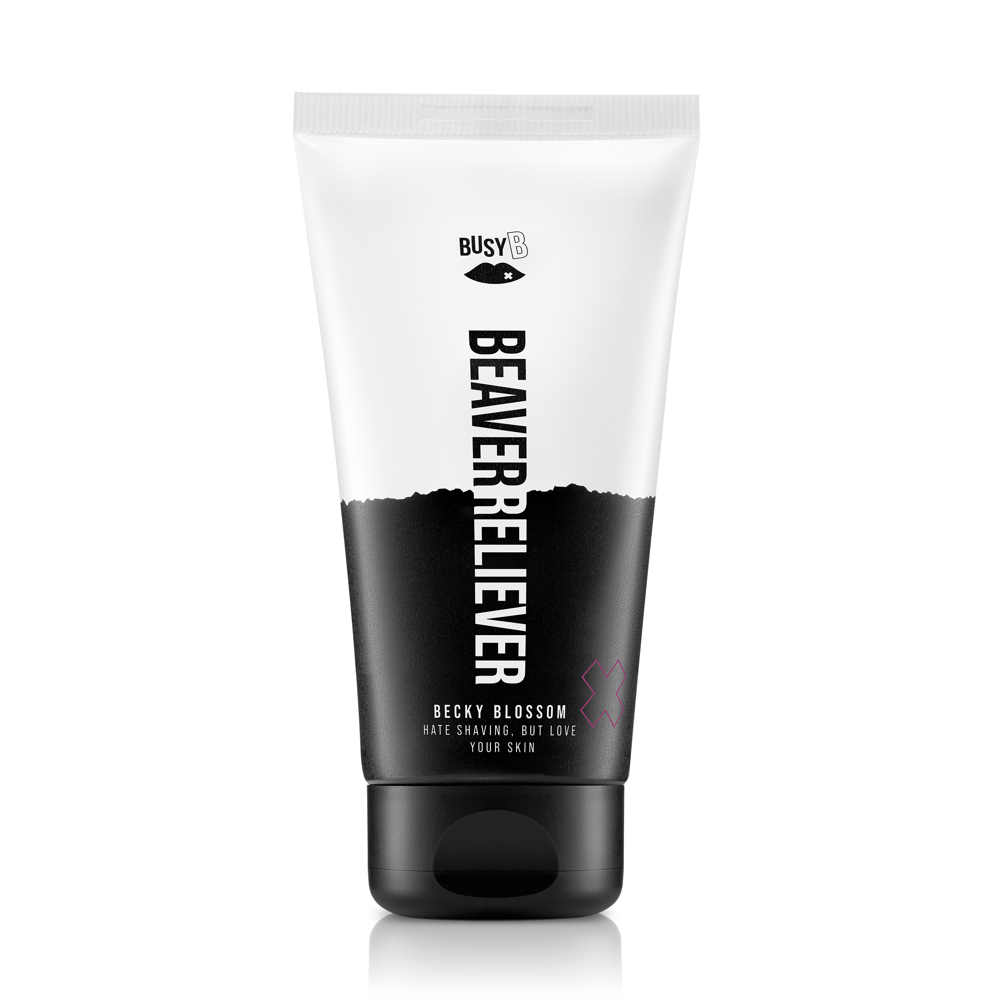 BUSYB
BEAVERRELIEVER
BECKY BLOSSOM
HATE SHAVING, BUT LOVE
YOUR SKIN